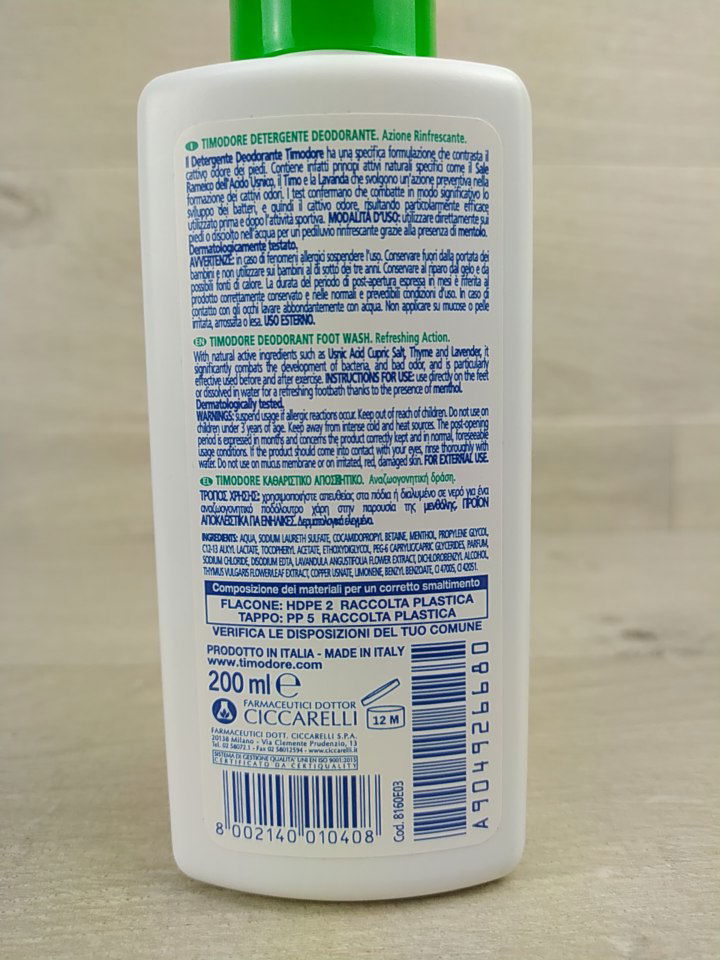 I TIMODORE DETERGENTE DEODORANTE. Azione Rinfrescante.
Il Detergente Deodorante Timodore ha una specifica formulazione che contrasta il
cattivo odore dei piedi. Contiene infatti principi attivi naturali specifici come il Sale
Rameico dell'Acido Usnico, il Timo e la Lavanda che svolgono un'azione preventiva nella
formazione dei cattivi odori. I test confermano che combatte in modo significativo lo
sviluppo dei batteri, e quindi il cattivo odore, risultando particolarmente efficace
utilizzato prima e dopo l'attività sportiva. MODALITÀ D'USO: utilizzare direttamente sui
piedi o disciolto nell'acqua per un pediluvio rinfrescante grazie alla presenza di mentolo.
Dermatologicamente testato.
AVVERTENZE: in caso di fenomeni allergici sospendere l'uso. Conservare fuori dalla portata dei
bambini e non utilizzare sui bambini al di sotto dei tre anni. Conservare al riparo dal gelo e da
possibili fonti di calore. La durata del periodo di post-apertura espressa in mesi è riferita al
prodotto correttamente conservato e nelle normali e prevedibili condizioni d'uso. In caso di
contatto con gli occhi lavare abbondantemente con acqua. Non applicare su mucose o pelle
irritata, arrossata o lesa. USO ESTERNO.
EN TIMODORE DEODORANT FOOT WASH. Refreshing Action.
With natural active ingredients such as Usnic Acid Cupric Salt, Thyme and Lavender, it
significantly combats the development of bacteria, and bad odor, and is particularly
effective used before and after exercise. INSTRUCTIONS FOR USE: use directly on the feet
or dissolved in water for a refreshing footbath thanks to the presence of menthol.
Dermatologically tested.
WARNINGS: suspend usage if allergic reactions occur. Keep out of reach of children. Do not use on
children under 3 years of age. Keep away from intense cold and heat sources. The post-opening
period is expressed in months and concerns the product correctly kept and in normal, foreseeable
usage conditions. If the product should come into contact with your eyes, rinse thoroughly with
water. Do not use on mucus membrane or on irritated, red, damaged skin. FOR EXTERNAL USE.
EL TIMODORE ΚΑΘΑΡΙΣΤΙΚΟ ΑΠΟΣΜΗΤΙΚΟ. Αναζωογονητική δράση.
ΤΡΟΠΟΣ ΧΡΗΣΗΣ: χρησιμοποιήστε απευθείας στα πόδια ή διαλυμένο σε νερό για ένα
αναζωογονητικό ποδόλουτρο χάρη στην παρουσία της μενθόλης. ΠΡΟΪΟΝ
ΑΠΟΚΛΕΙΣΤΙΚΑ ΓΙΑ ΕΝΗΛΙΚΕΣ. Δερματολογικά ελεγμένο.
INGREDIENTS: AQUA, SODIUM LAURETH SULFATE, COCAMIDOPROPYL BETAINE, MENTHOL, PROPYLENE GLYCOL,
C12-13 ALKYL LACTATE, TOCOPHERYL ACETATE, ETHOXYDIGLYCOL, PEG-6 CAPRYLIC/CAPRIC GLYCERIDES, PARFUM,
SODIUM CHLORIDE, DISODIUM EDTA, LAVANDULA ANGUSTIFOLIA FLOWER EXTRACT, DICHLOROBENZYL ALCOHOL,
THYMUS VULGARIS FLOWER/LEAF EXTRACT, COPPER USNATE, LIMONENE, BENZYL BENZOATE, CI 47005, CI 42051.
Composizione dei materiali per un corretto smaltimento
FLACONE: HDPE 2 RACCOLTA PLASTICA
TAPPO: PP 5 RACCOLTA PLASTICA
VERIFICA LE DISPOSIZIONI DEL TUO COMUNE
PRODOTTO IN ITALIA - MADE IN ITALY
www.timodore.com
200 ml e
FARMACEUTICI DOTTOR
CICCARELLI
12 M
FARMACEUTICI DOTT. CICCARELLI S.P.A.
20138 Milano - Via Clemente Prudenzio, 13
Tel. 02 58072.1 - Fax 02 58012594 - www.ciccarelli.it
SISTEMA DI GESTIONE QUALITA' UNI EN ISO 9001:2015
CERTIFICATO DA CERTIQUALITY
8 002140 010408
Cod. 8160E03
A904926680